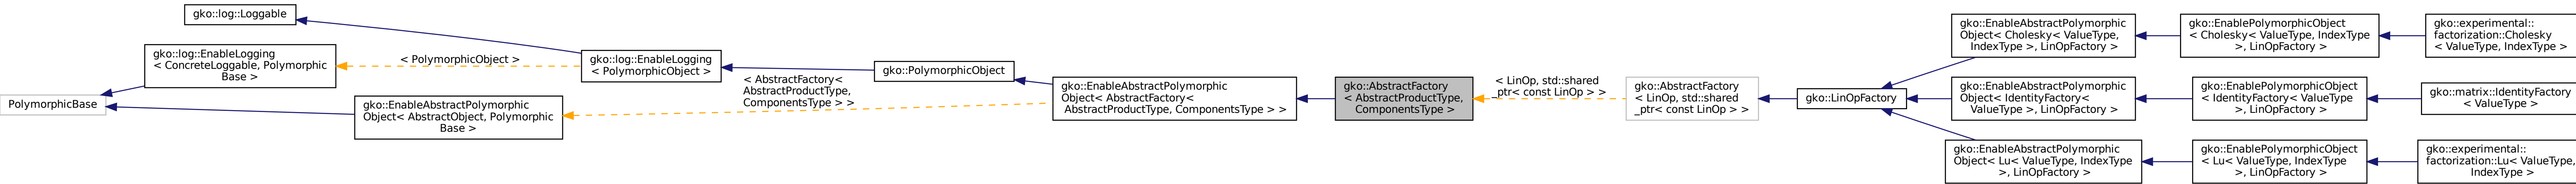 gko::log::Loggable
gko::log::EnableLogging
< ConcreteLoggable, Polymorphic
Base >
PolymorphicBase
gko::EnableAbstractPolymorphic
Object< AbstractObject, Polymorphic
Base >
< PolymorphicObject >
gko::log::EnableLogging
< PolymorphicObject >
< AbstractFactory<
AbstractProductType,
ComponentsType > >
gko::PolymorphicObject
gko::EnableAbstractPolymorphic
Object< AbstractFactory<
AbstractProductType, ComponentsType > >
gko::AbstractFactory
< AbstractProductType,
ComponentsType >
< LinOp, std::shared
_ptr< const LinOp > >
gko::AbstractFactory
< LinOp, std::shared
_ptr< const LinOp > >
gko::LinOpFactory
gko::EnableAbstractPolymorphic
Object< Cholesky< ValueType,
IndexType >, LinOpFactory >
gko::EnablePolymorphicObject
< Cholesky< ValueType, IndexType
>, LinOpFactory >
gko::experimental::
factorization::Cholesky
< ValueType, IndexType >
gko::EnableAbstractPolymorphic
Object< IdentityFactory<
ValueType >, LinOpFactory >
gko::EnablePolymorphicObject
< IdentityFactory< ValueType
>, LinOpFactory >
gko::matrix::IdentityFactory
< ValueType >
gko::EnableAbstractPolymorphic
Object< Lu< ValueType, IndexType
>, LinOpFactory >
gko::EnablePolymorphicObject
< Lu< ValueType, IndexType
>, LinOpFactory >
gko::experimental::
factorization::Lu< ValueType,
IndexType >